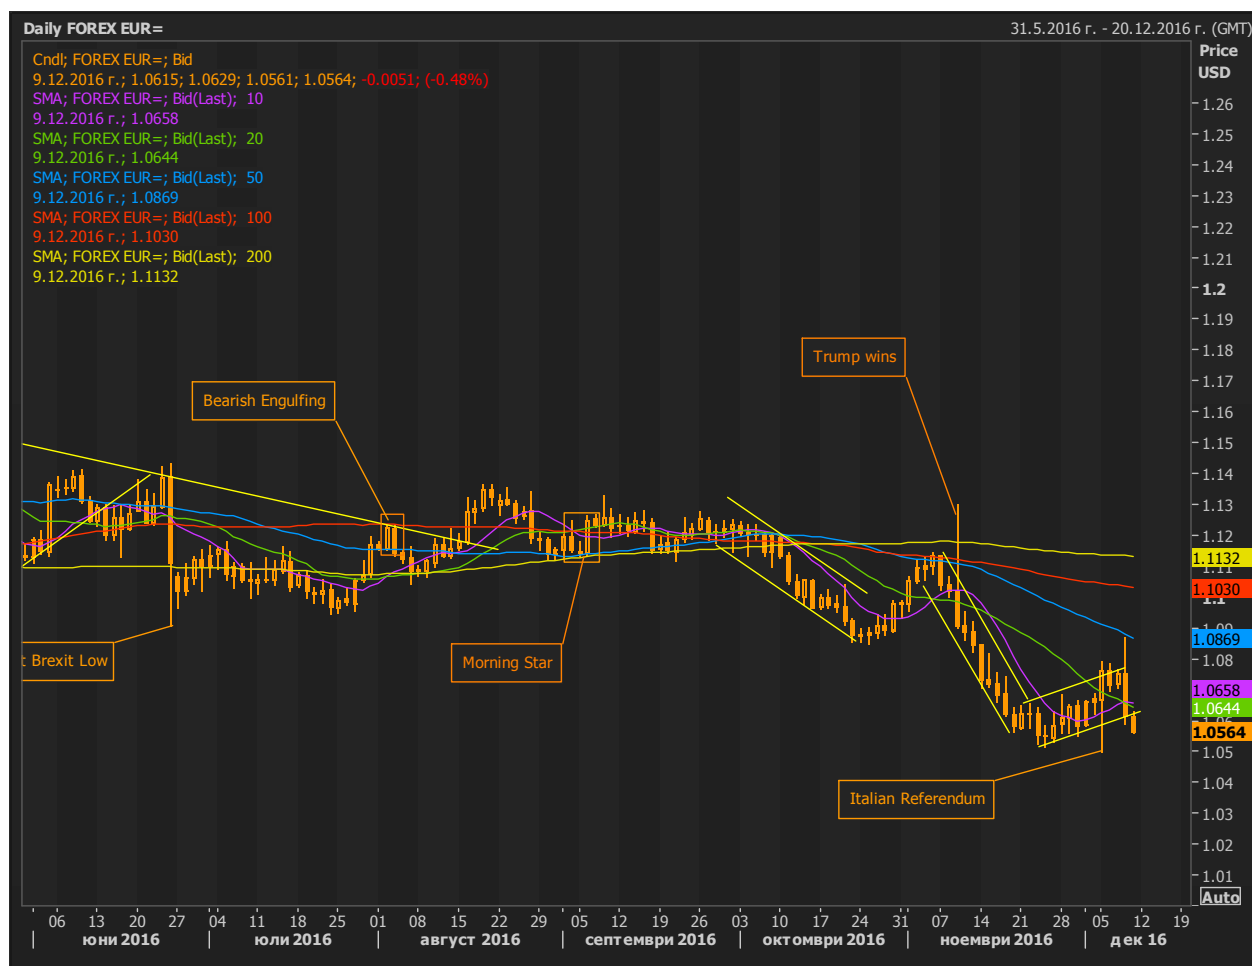 Daily FOREX EUR=
31.5.2016 г. - 20.12.2016 г. (GMT)
Price
USD
Cndl; FOREX EUR=; Bid
9.12.2016 г.; 1.0615; 1.0629; 1.0561; 1.0564; -0.0051; (-0.48%)
SMA; FOREX EUR=; Bid(Last); 10
9.12.2016 г.; 1.0658
SMA; FOREX EUR=; Bid(Last); 20
9.12.2016 г.; 1.0644
SMA; FOREX EUR=; Bid(Last); 50
9.12.2016 г.; 1.0869
SMA; FOREX EUR=; Bid(Last); 100
9.12.2016 г.; 1.1030
SMA; FOREX EUR=; Bid(Last); 200
9.12.2016 г.; 1.1132
1.26
1.25
1.24
1.23
1.22
1.21
1.2
1.19
1.18
1.17
1.16
1.15
1.14
1.13
1.12
1.1132
1.11
1.1030
1.1
1.09
1.0869
1.08
1.0658
1.0644
1.06
1.0564
1.05
1.04
1.03
1.02
1.01
Auto
Trump wins
Bearish Engulfing
t Brexit Low
Morning Star
Italian Referendum
06 13 20 27 04 11 18 25 01 08 15 22 29 05 12 19 26 03 10 17 24 31 07 14 21 28 05 12 19
юни 2016 юли 2016 август 2016 септември 2016 октомври 2016 ноември 2016 дек 16